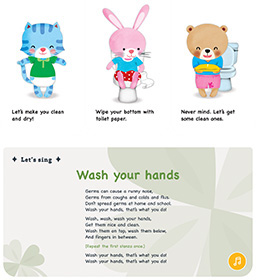 Let's make you clean
and dry!
Wipe your bottom with
toilet paper.
Never mind. Let's get
some clean ones.
Let's sing
Wash your hands
Germs can cause a runny nose,
Germs from coughs and colds and flus.
Don't spread germs at home and school.
Wash your hands, that's what you do!
Wash, wash, wash your hands,
Get them nice and clean.
Wash them on top, wash them below,
And fingers in between.
(Repeat the first stanza once.)
Wash your hands, that's what you do!
Wash your hands, that's what you do!